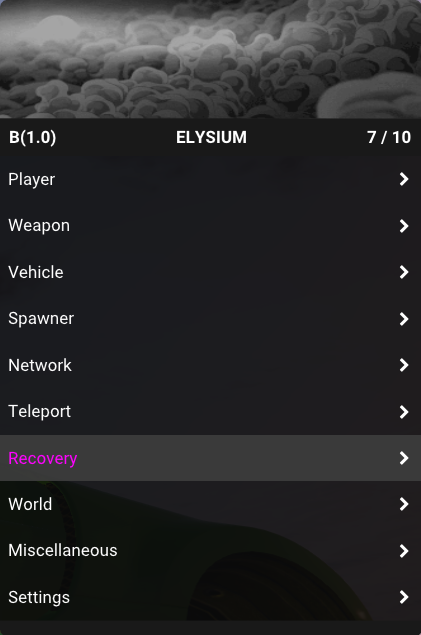 B(1.0) ELYSIUM 7 / 10
Player
Weapon
Vehicle
Spawner
Network
Teleport
Recovery
World
Miscellaneous
Settings